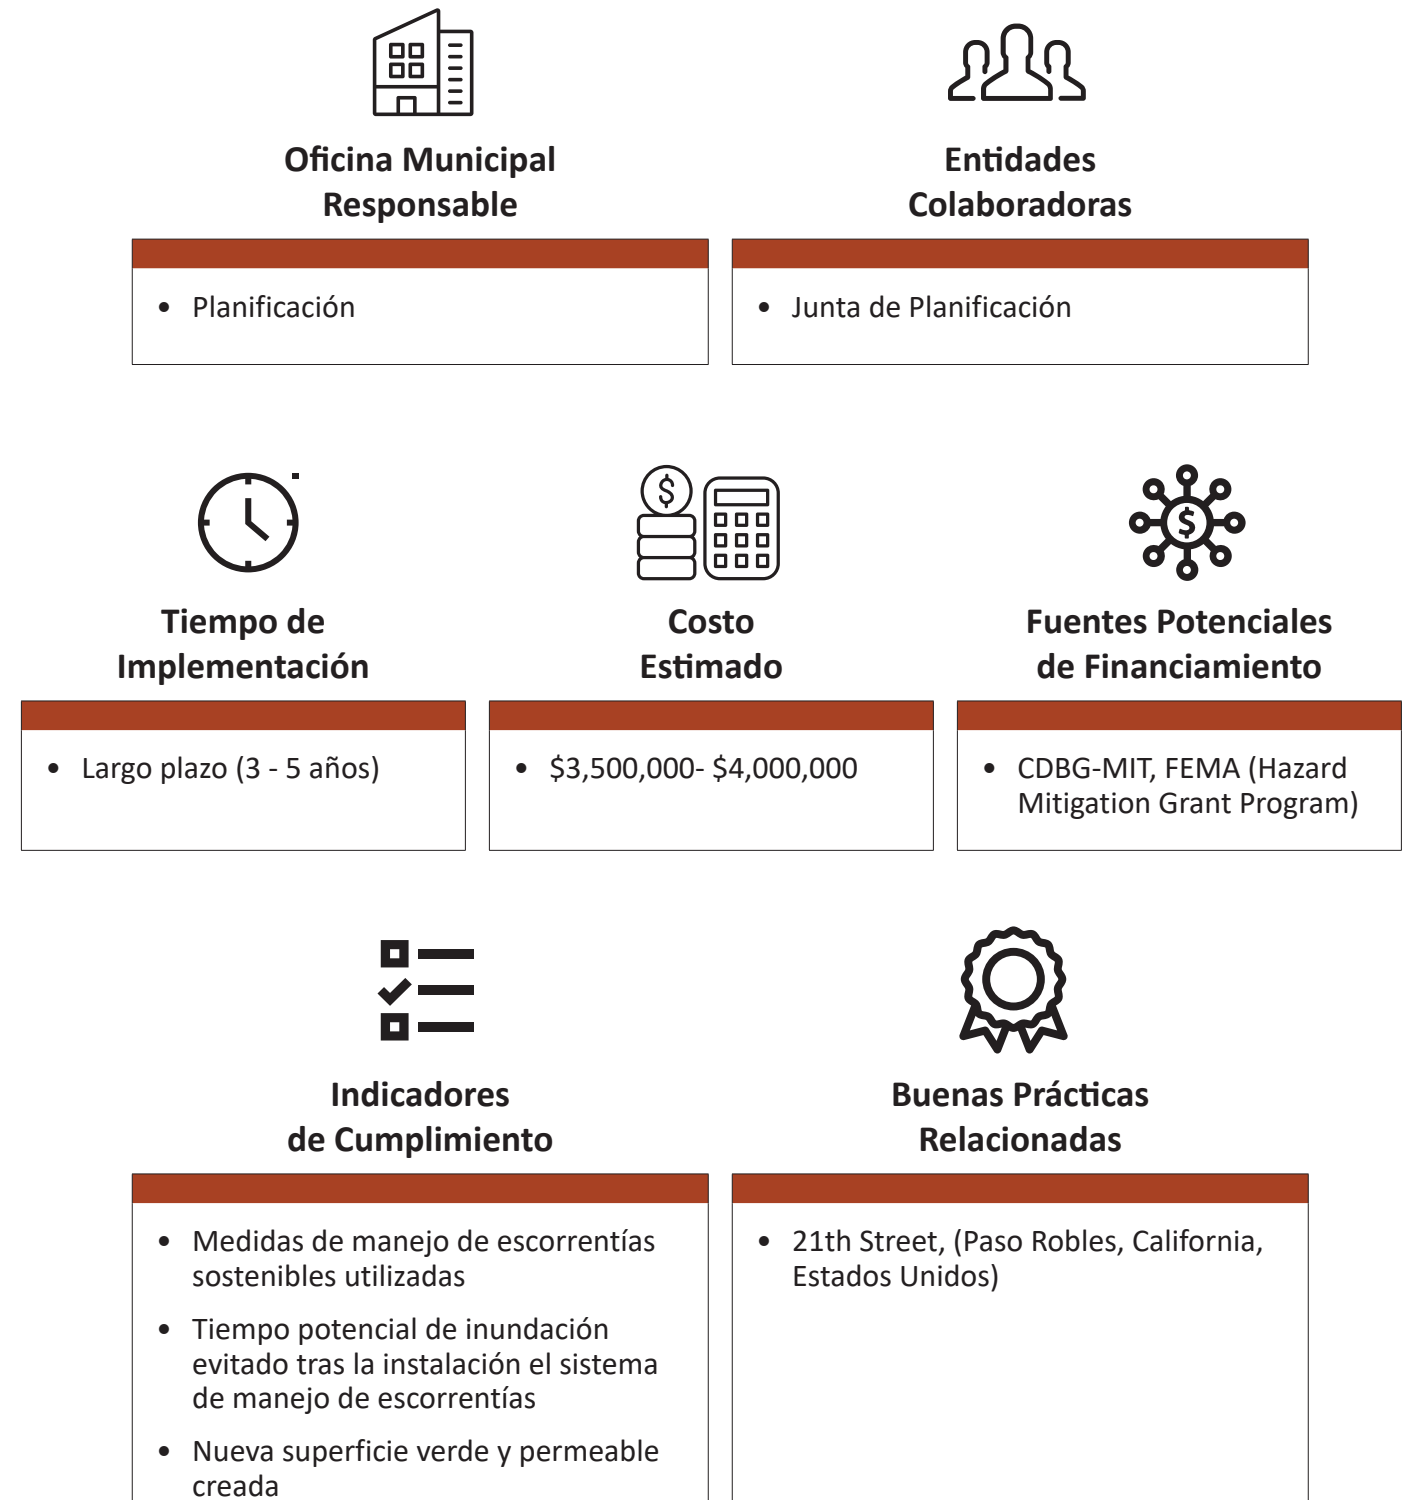 Oficina Municipal
Responsable
• Planificación
Entidades
Colaboradoras
• Junta de Planificación
Tiempo de
Implementación
• Largo plazo (3 - 5 años)
$
Costo
Estimado
• $3,500,000- $4,000,000
$
Fuentes Potenciales
de Financiamiento
• CDBG-MIT, FEMA (Hazard
Mitigation Grant Program)
Indicadores
de Cumplimiento
• Medidas de manejo de escorrentías
sostenibles utilizadas
• Tiempo potencial de inundación
evitado tras la instalación el sistema
de manejo de escorrentías
• Nueva superficie verde y permeable
creada
Buenas Prácticas
Relacionadas
• 21th Street, (Paso Robles, California,
Estados Unidos)